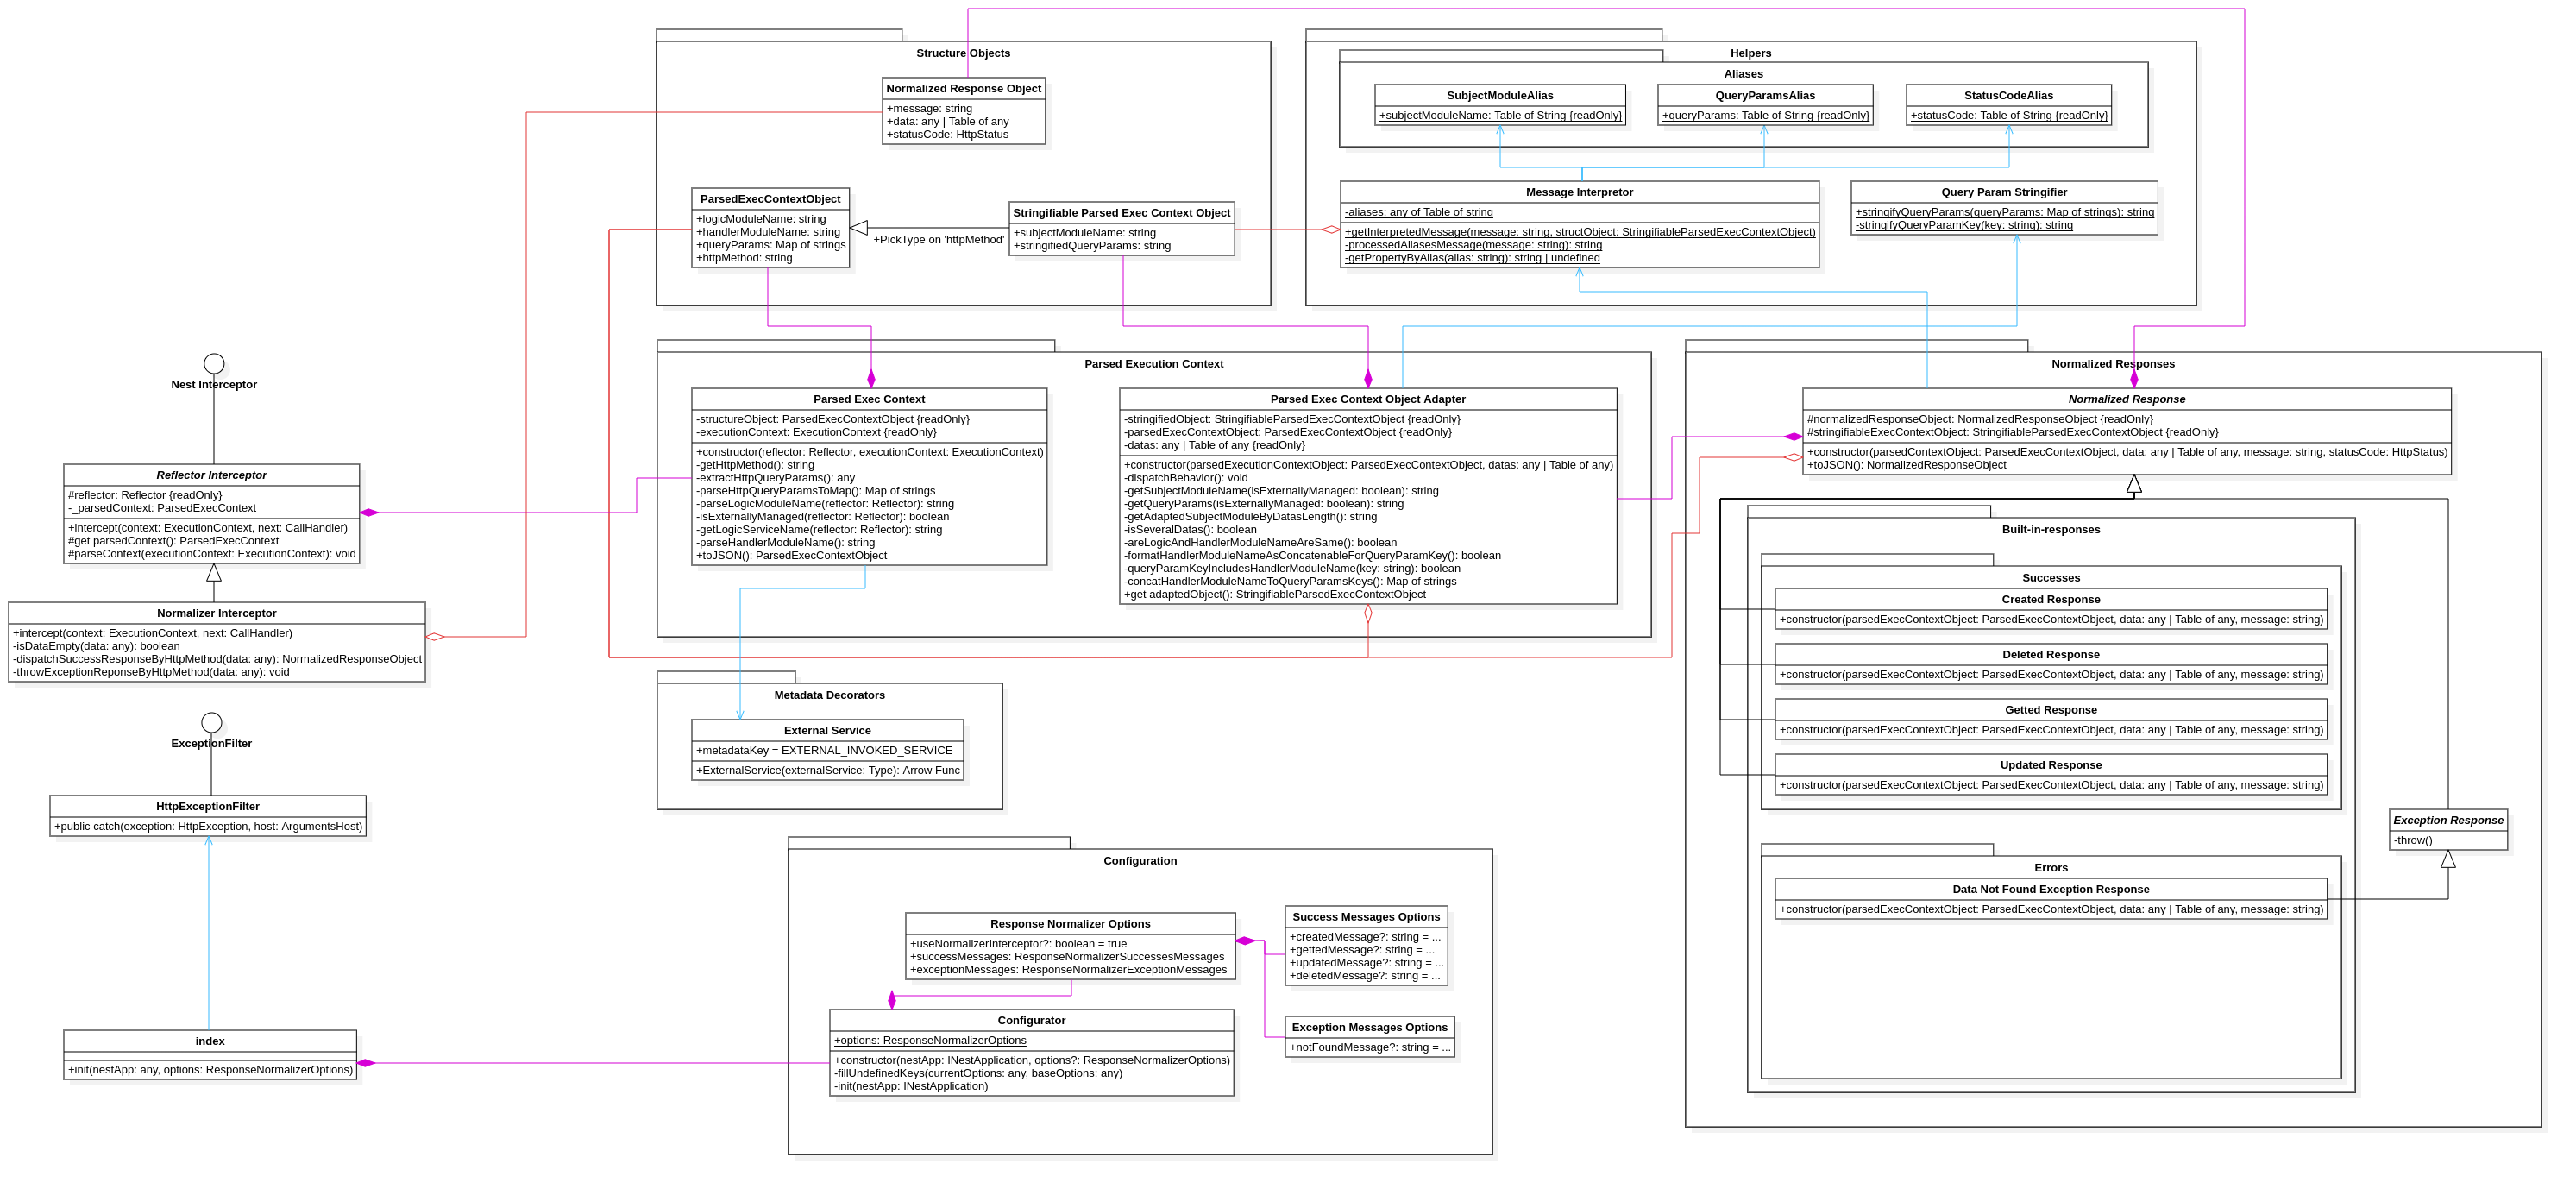 Structure Objects
Normalized Response Object
+message: string
+data: any | Table of any
+statusCode: HttpStatus
ParsedExecContextObject
+logicModuleName: string
+handlerModuleName: string
+queryParams: Map of strings
+httpMethod: string
+PickType on 'httpMethod'
Stringifiable Parsed Exec Context Object
+subjectModuleName: string
+stringifiedQueryParams: string
Helpers
Aliases
SubjectModuleAlias
+subjectModuleName: Table of String {readOnly}
QueryParamsAlias
+queryParams: Table of String {readOnly}
StatusCodeAlias
+statusCode: Table of String {readOnly}
Message Interpretor
-aliases: any of Table of string
+getInterpretedMessage(message: string, structObject: StringifiableParsedExecContextObject)
-processedAliasesMessage(message: string): string
-getPropertyByAlias(alias: string): string | undefined
Query Param Stringifier
+stringifyQueryParams(queryParams: Map of strings): string
-stringifyQueryParamKey(key: string): string
Nest Interceptor
Reflector Interceptor
#reflector: Reflector {readOnly}
-_parsedContext: ParsedExecContext
+intercept(context: ExecutionContext, next: CallHandler)
#get parsedContext(): ParsedExecContext
#parseContext(executionContext: ExecutionContext): void
Normalizer Interceptor
+intercept(context: ExecutionContext, next: CallHandler)
-isDataEmpty(data: any): boolean
-dispatchSuccessResponseByHttpMethod(data: any): NormalizedResponseObject
-throwExceptionReponseByHttpMethod(data: any): void
ExceptionFilter
HttpExceptionFilter
+public catch(exception: HttpException, host: ArgumentsHost)
index
+init(nestApp: any, options: ResponseNormalizerOptions)
Parsed Execution Context
Parsed Exec Context
-structureObject: ParsedExecContextObject {readOnly}
-executionContext: ExecutionContext {readOnly}
+constructor(reflector: Reflector, executionContext: ExecutionContext)
-getHttpMethod(): string
-extractHttpQueryParams(): any
-parseHttpQueryParamsToMap(): Map of strings
-parseLogicModuleName(reflector: Reflector): string
-isExternallyManaged(reflector: Reflector): boolean
-getLogicServiceName(reflector: Reflector): string
-parseHandlerModuleName(): string
+toJSON(): ParsedExecContextObject
Parsed Exec Context Object Adapter
-stringifiedObject: StringifiableParsedExecContextObject {readOnly}
-parsedExecContextObject: ParsedExecContextObject {readOnly}
-datas: any | Table of any {readOnly}
+constructor(parsedExecutionContextObject: ParsedExecContextObject, datas: any | Table of any)
-dispatchBehavior(): void
-getSubjectModuleName(isExternallyManaged: boolean): string
-getQueryParams(isExternallyManaged: boolean): string
-getAdaptedSubjectModuleByDatasLength(): string
-isSeveralDatas(): boolean
-areLogicAndHandlerModuleNameAreSame(): boolean
-formatHandlerModuleNameAsConcatenableForQueryParamKey(): boolean
-queryParamKeyIncludesHandlerModuleName(key: string): boolean
-concatHandlerModuleNameToQueryParamsKeys(): Map of strings
+get adaptedObject(): StringifiableParsedExecContextObject
Metadata Decorators
External Service
+metadataKey = EXTERNAL_INVOKED_SERVICE
+ExternalService(externalService: Type): Arrow Func
Normalized Responses
Normalized Response
#normalizedResponseObject: NormalizedResponseObject {readOnly}
#stringifiableExecContextObject: StringifiableParsedExecContextObject {readOnly}
+constructor(parsedContextObject: ParsedExecContextObject, data: any | Table of any, message: string, statusCode: HttpStatus)
+toJSON(): NormalizedResponseObject
Built-in-responses
Successes
Created Response
+constructor(parsedExecContextObject: ParsedExecContextObject, data: any | Table of any, message: string)
Deleted Response
+constructor(parsedExecContextObject: ParsedExecContextObject, data: any | Table of any, message: string)
Getted Response
+constructor(parsedExecContextObject: ParsedExecContextObject, data: any | Table of any, message: string)
Updated Response
+constructor(parsedExecContextObject: ParsedExecContextObject, data: any | Table of any, message: string)
Exception Response
-throw()
Errors
Data Not Found Exception Response
+constructor(parsedExecContextObject: ParsedExecContextObject, data: any | Table of any, message: string)
Configuration
Response Normalizer Options
+useNormalizerInterceptor?: boolean = true
+successMessages: ResponseNormalizerSuccessesMessages
+exceptionMessages: ResponseNormalizerExceptionMessages
Success Messages Options
+createdMessage?: string = ...
+gettedMessage?: string = ...
+updatedMessage?: string = ...
+deletedMessage?: string = ...
Exception Messages Options
+notFoundMessage?: string = ...
Configurator
+options: ResponseNormalizerOptions
+constructor(nestApp: INestApplication, options?: ResponseNormalizerOptions)
-fillUndefinedKeys(currentOptions: any, baseOptions: any)
-init(nestApp: INestApplication)